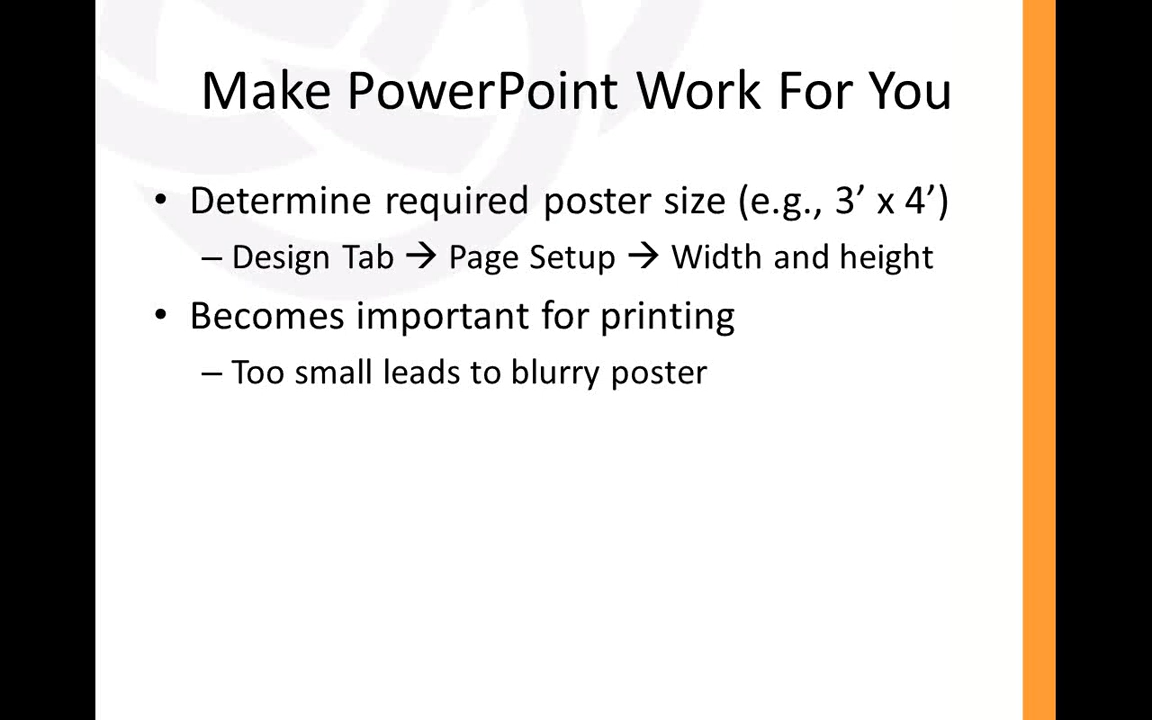 Make PowerPoint Work For You
• Determine required poster size (e.g., 3’ x 4’)
– Design Tab → Page Setup → Width and height
• Becomes important for printing
– Too small leads to blurry poster